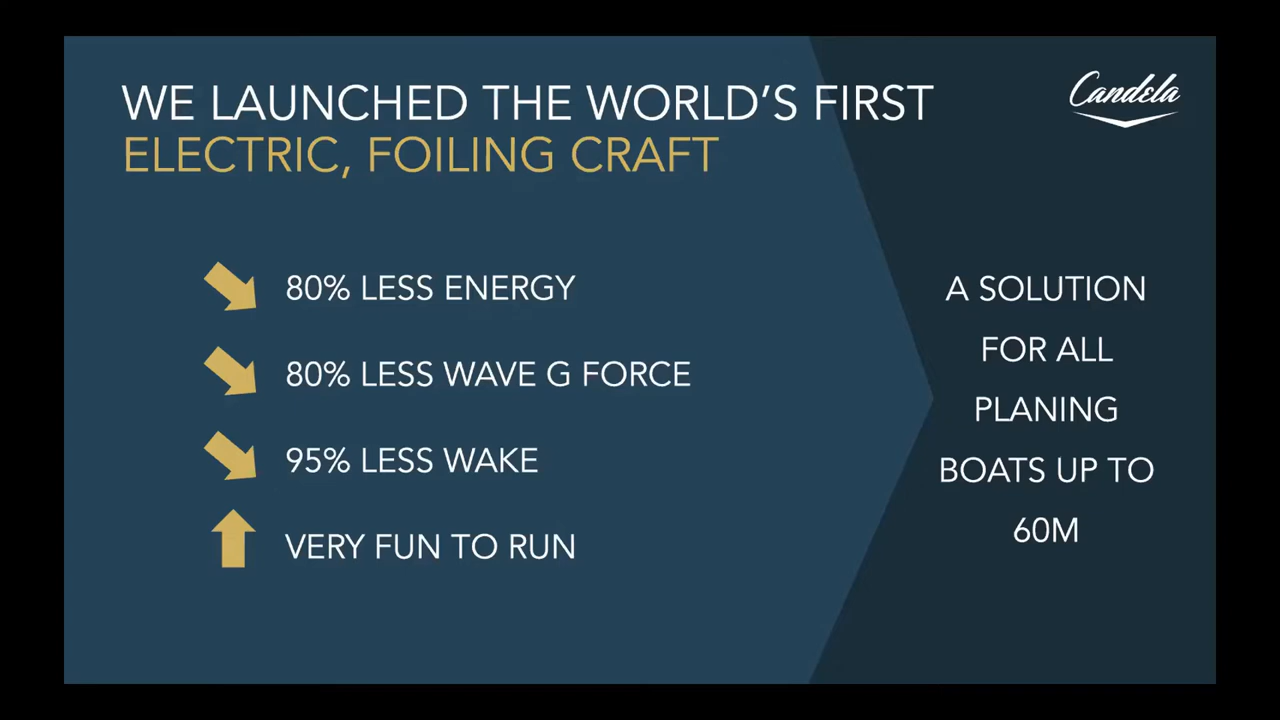 WE LAUNCHED THE WORLD’S FIRST
ELECTRIC, FOILING CRAFT
Candela
80% LESS ENERGY
80% LESS WAVE G FORCE
95% LESS WAKE
VERY FUN TO RUN
A SOLUTION
FOR ALL
PLANING
BOATS UP TO
60M